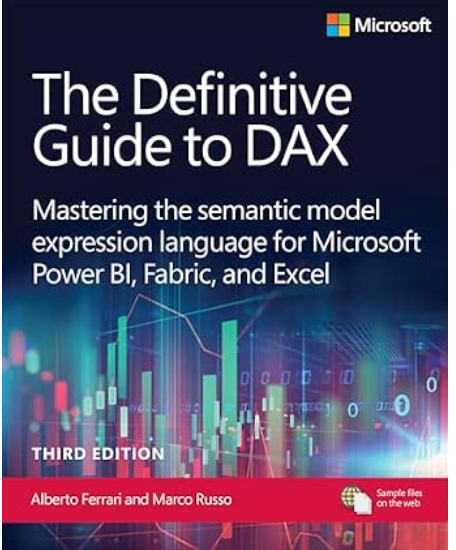 Microsoft
The Definitive
Guide to DAX
Mastering the semantic model
expression language for Microsoft
Power BI, Fabric, and Excel
THIRD EDITION
Alberto Ferrari and Marco Russo
Sample files
on the web